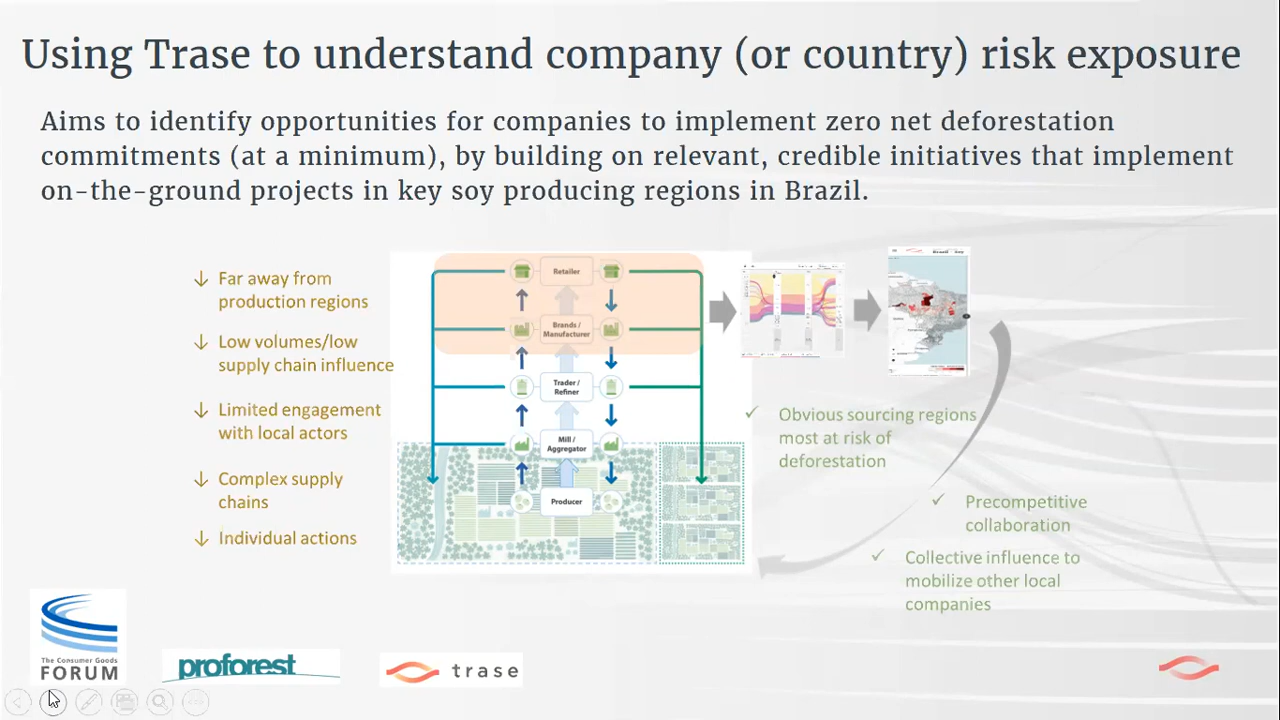 Using Trase to understand company (or country) risk exposure
Aims to identify opportunities for companies to implement zero net deforestation
commitments (at a minimum), by building on relevant, credible initiatives that implement
on-the-ground projects in key soy producing regions in Brazil.
Far away from
production regions
Low volumes/low
supply chain influence
Limited engagement
with local actors
Complex supply
chains
Individual actions
Retailer
Brands /
Manufacturer
Trader /
Refiner
Mill /
Aggregator
Producer
Obvious sourcing regions
most at risk of
deforestation
Precompetitive
collaboration
Collective influence to
mobilize other local
companies
The Consumer Goods
FORUM
proforest
trase